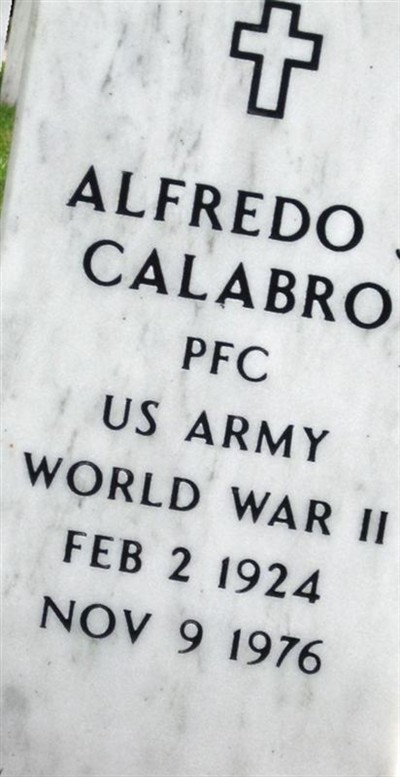 ALFREDO
CALABRO
PFC
US ARMY
WORLD WAR II
FEB 2 1924
NOV 9 1976